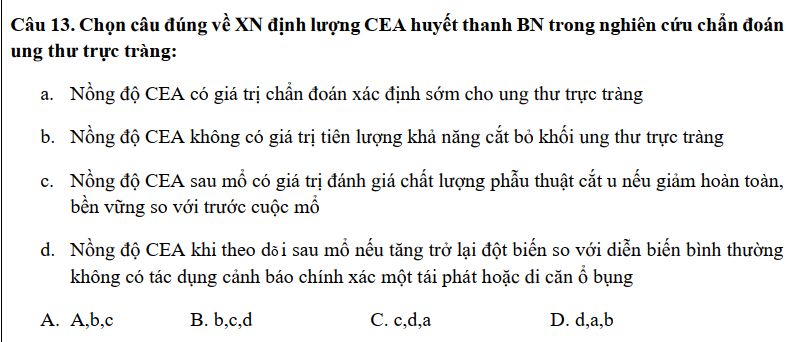 Câu 13. Chọn câu đúng về XN định lượng CEA huyết thanh BN trong nghiên cứu chẩn đoán
ung thư trực tràng:
a. Nồng độ CEA có giá trị chẩn đoán xác định sớm cho ung thư trực tràng
b. Nồng độ CEA không có giá trị tiên lượng khả năng cắt bỏ khối ung thư trực tràng
c. Nồng độ CEA sau mổ có giá trị đánh giá chất lượng phẫu thuật cắt u nếu giảm hoàn toàn,
bền vững so với trước cuộc mổ
d. Nồng độ CEA khi theo dõi sau mổ nếu tăng trở lại đột biến so với diễn biến bình thường
không có tác dụng cảnh báo chính xác một tái phát hoặc di căn ổ bụng
A. A,b,c B. b,c,d C. c,d,a D. d,a,b